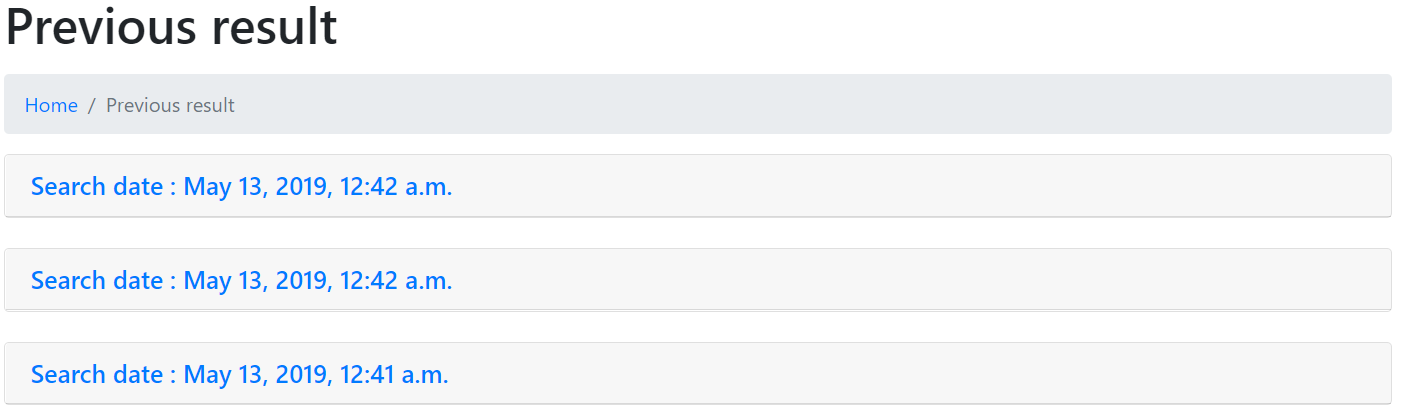 Previous result
Home / Previous result
Search date : May 13, 2019, 12:42 a.m.
Search date : May 13, 2019, 12:42 a.m.
Search date : May 13, 2019, 12:41 a.m.